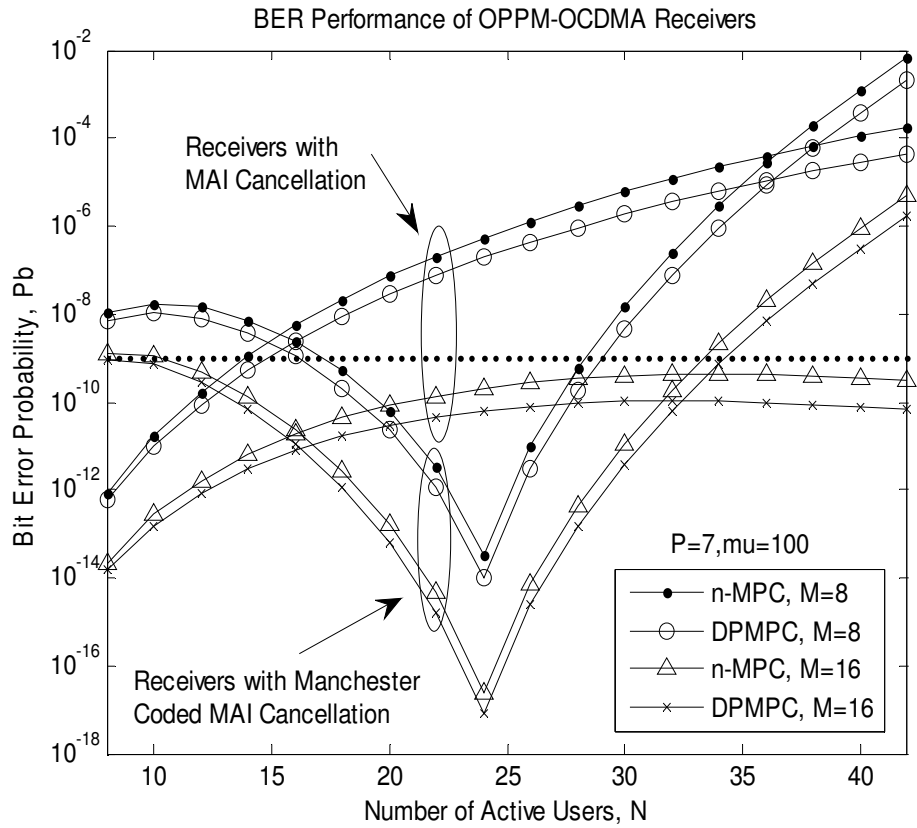 BER Performance of OPPM-OCDMA Receivers
Bit Error Probability, Pb
10^-2
10^-4
10^-6
10^-8
10^-10
10^-12
10^-14
10^-16
10^-18
Receivers with
MAI Cancellation
Receivers with Manchester
Coded MAI Cancellation
P=7,mu=100
n-MPC, M=8
DPMPC, M=8
n-MPC, M=16
DPMPC, M=16
10 15 20 25 30 35 40
Number of Active Users, N